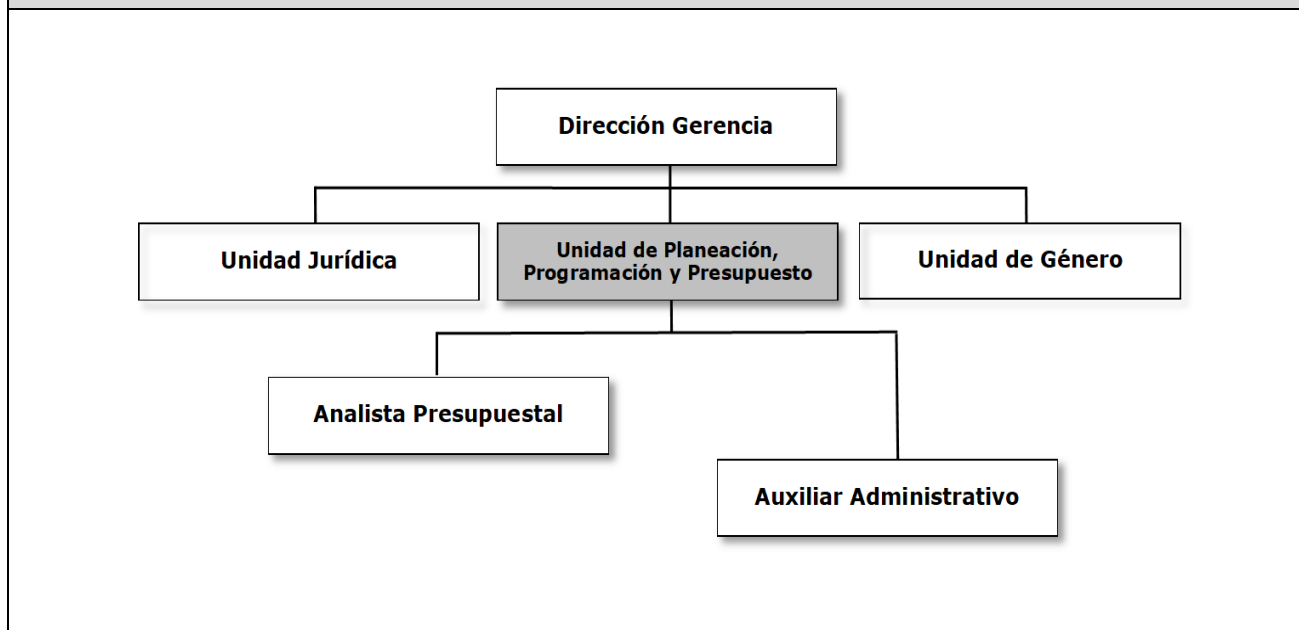 Dirección Gerencia
Unidad Jurídica
Unidad de Planeación,
Programación y Presupuesto
Unidad de Género
Analista Presupuestal
Auxiliar Administrativo